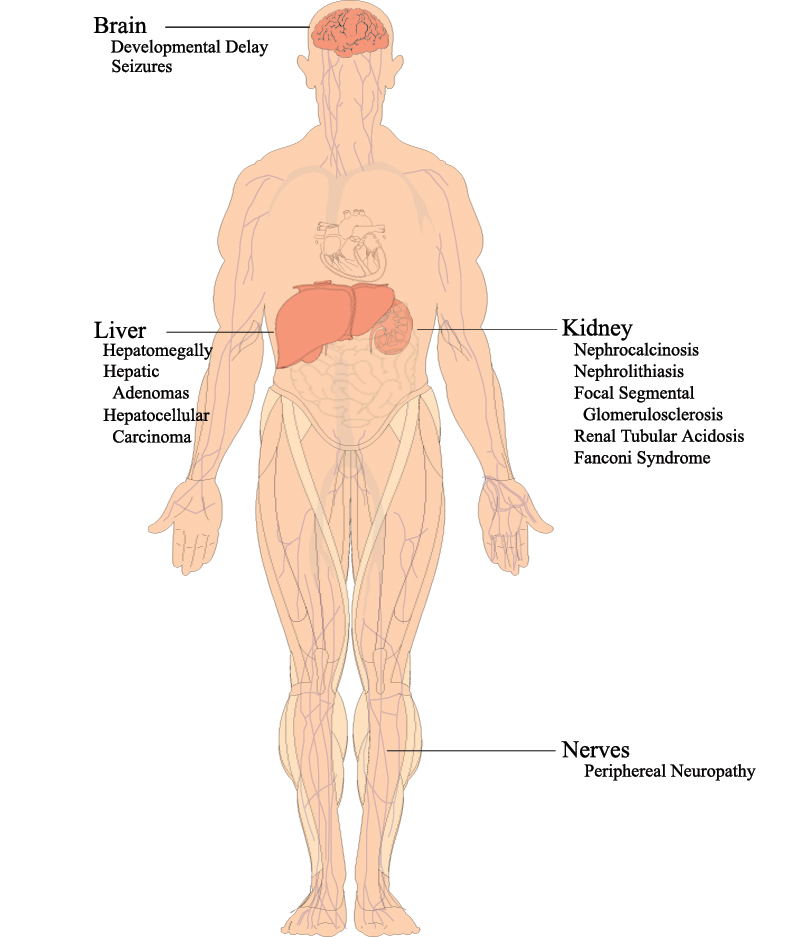 Brain
Developmental Delay
Seizures
Liver
Hepatomegally
Hepatic
Adenomas
Hepatocellular
Carcinoma
Kidney
Nephrocalcinosis
Nephrolithiasis
Focal Segmental
Glomerulosclerosis
Renal Tubular Acidosis
Fanconi Syndrome
Nerves
Periphereal Neuropathy